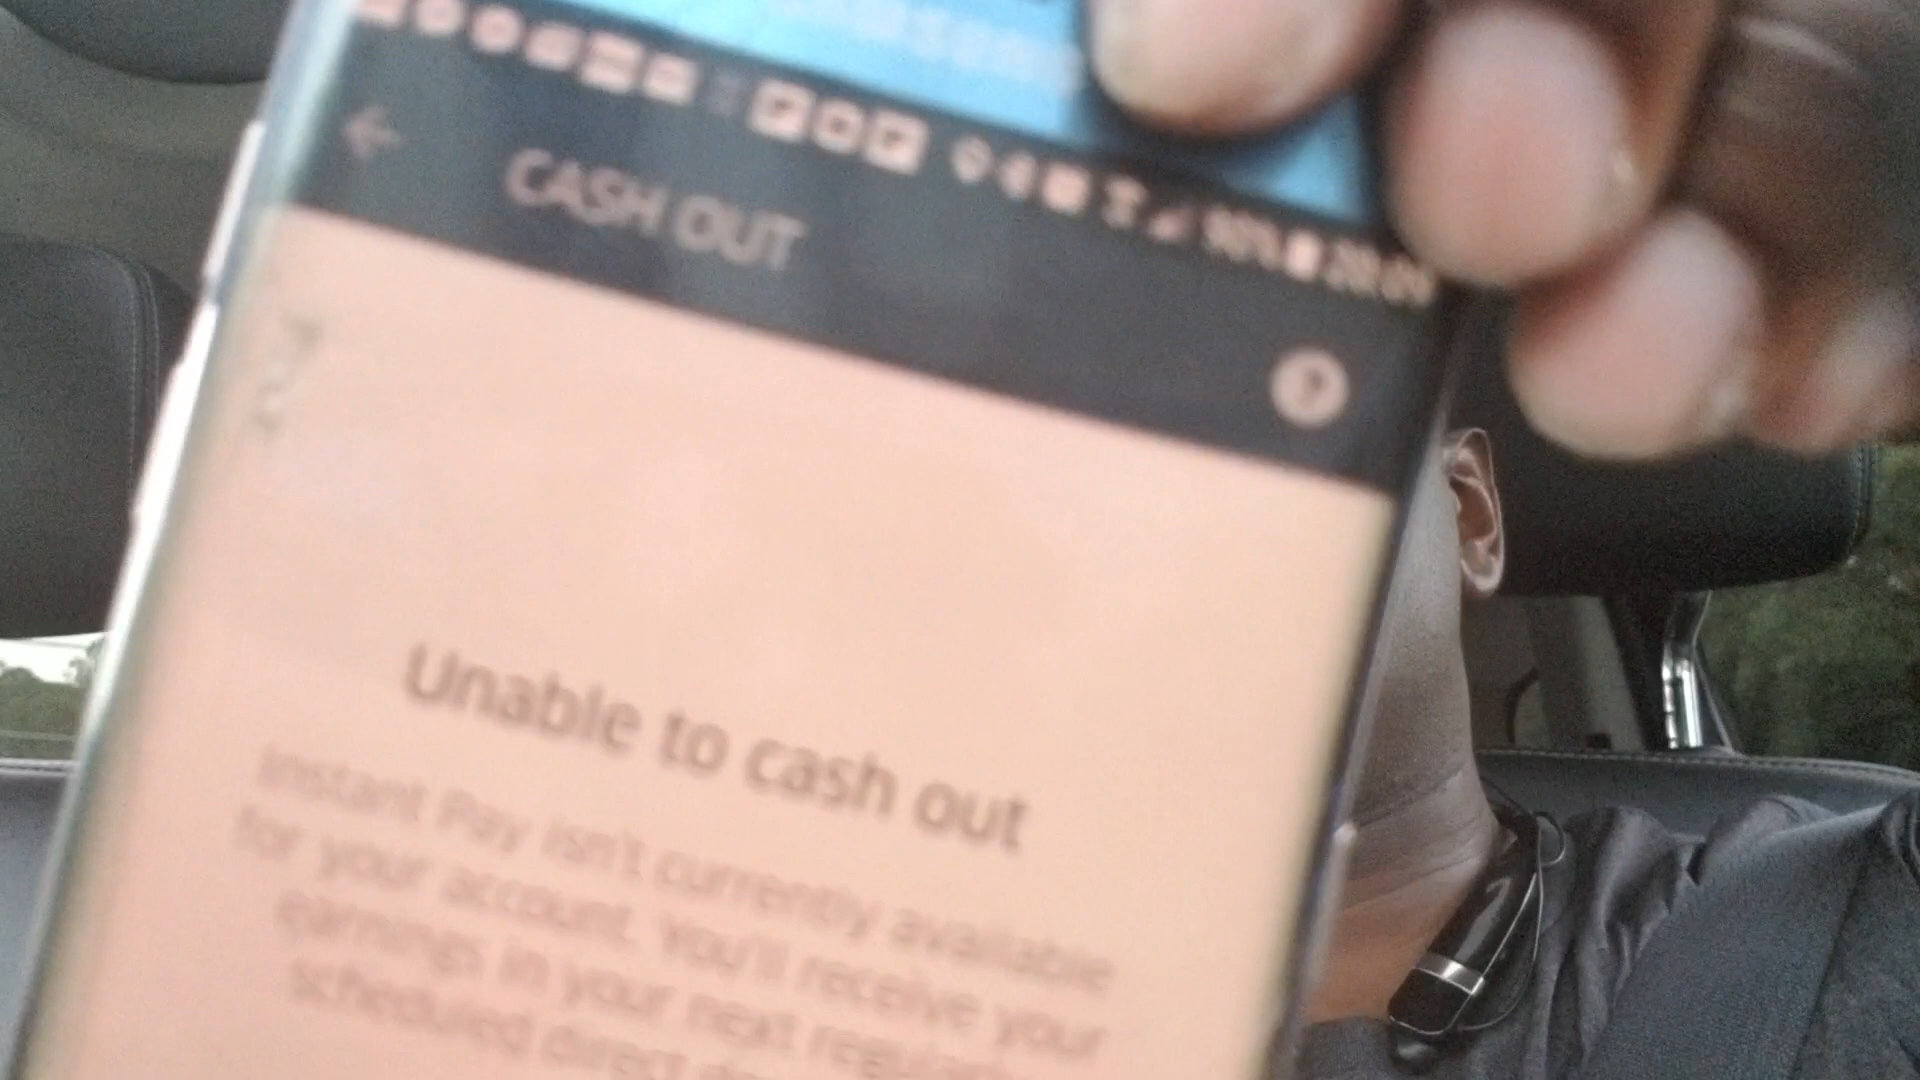 CASH OUT
?
Unable to cash out
Instant Pay isn't currently available
for your account. You'll receive your
earnings in your next regularly
scheduled direct